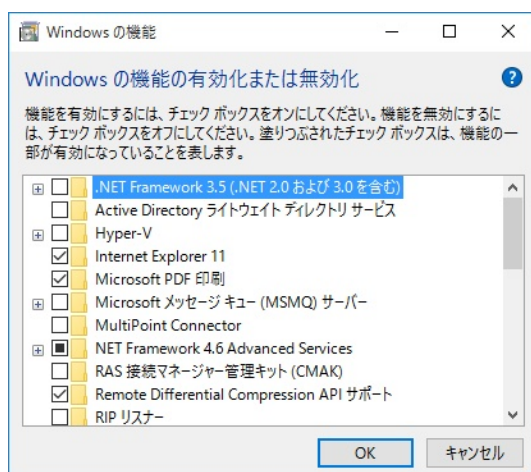 Windows の機能
Windows の機能の有効化または無効化
機能を有効にするには、チェック ボックスをオンにしてください。機能を無効にするに
は、チェック ボックスをオフにしてください。塗りつぶされたチェック ボックスは、機能の一
部が有効になっていることを表します。
.NET Framework 3.5 (.NET 2.0 および 3.0 を含む)
Active Directory ライトウェイト ディレクトリ サービス
Hyper-V
Internet Explorer 11
Microsoft PDF 印刷
Microsoft メッセージ キュー (MSMQ) サーバー
MultiPoint Connector
NET Framework 4.6 Advanced Services
RAS 接続マネージャー管理キット (CMAK)
Remote Differential Compression API サポート
RIP リスナー
OK キャンセル